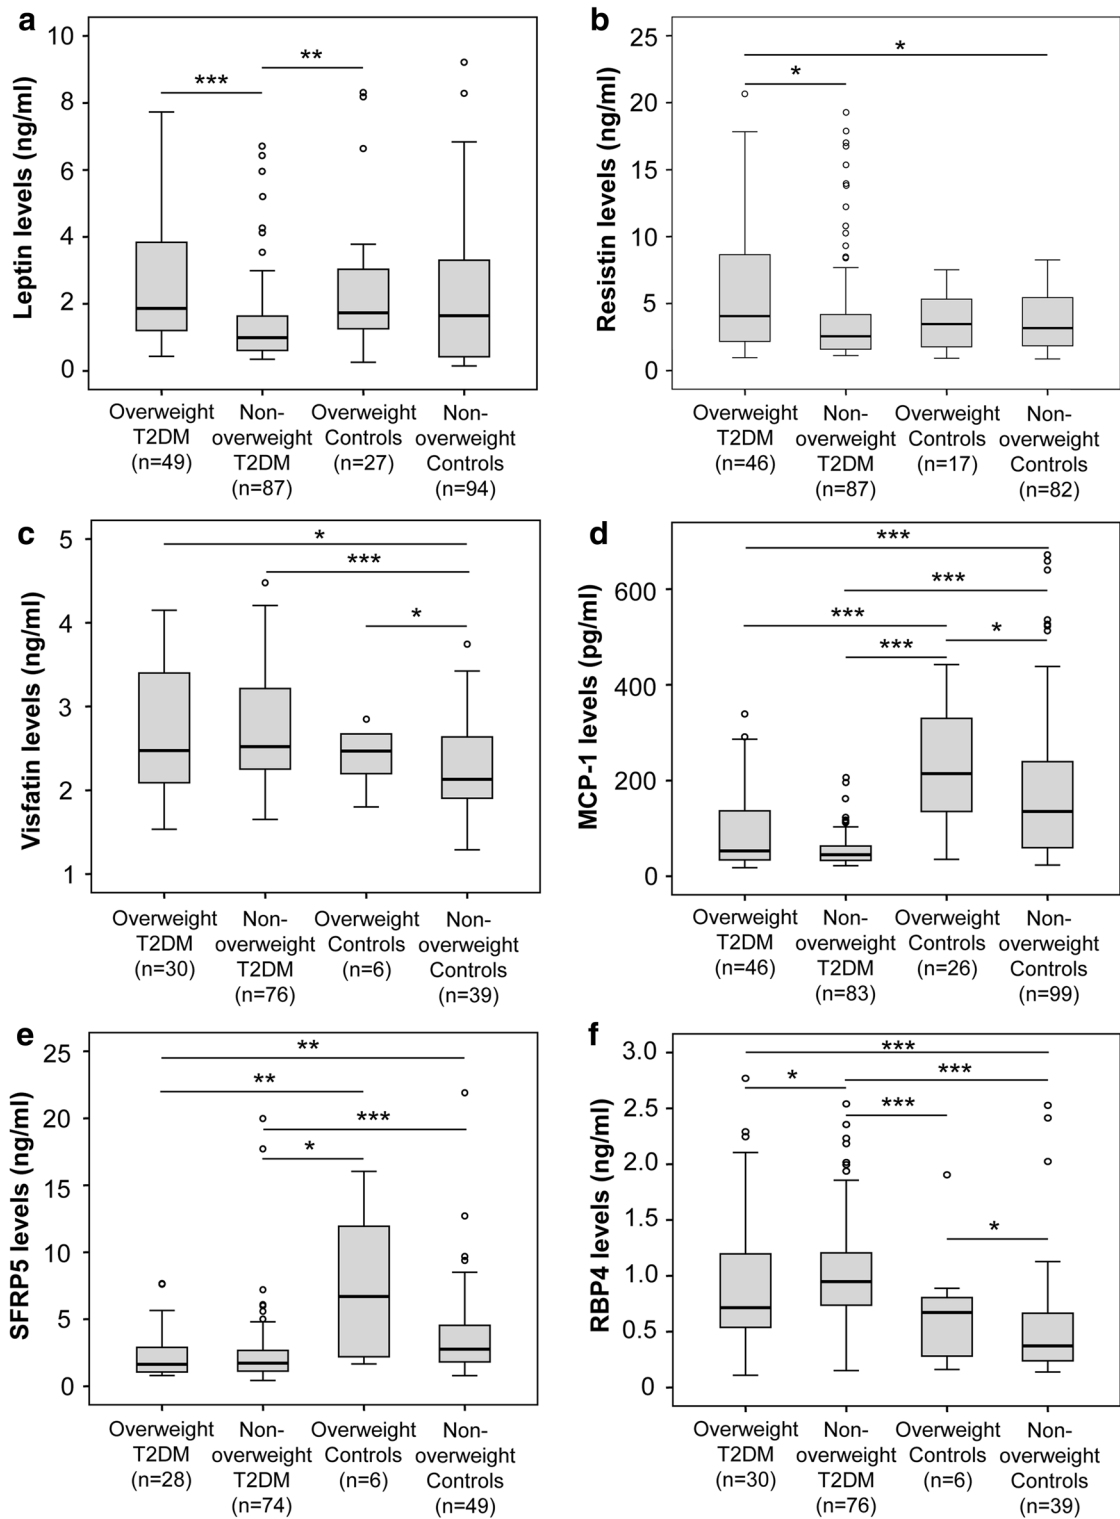 a
Leptin levels (ng/ml)
10
8
6
4
2
0
***
**
Overweight
T2DM
(n=49)
Non-
overweight
T2DM
(n=87)
Overweight
Controls
(n=27)
Non-
overweight
Controls
(n=94)
b
Resistin levels (ng/ml)
25
20
15
10
5
0
*
*
Overweight
T2DM
(n=46)
Non-
overweight
T2DM
(n=87)
Overweight
Controls
(n=17)
Non-
overweight
Controls
(n=82)
c
Visfatin levels (ng/ml)
5
4
3
2
1
*
***
*
Overweight
T2DM
(n=30)
Non-
overweight
T2DM
(n=76)
Overweight
Controls
(n=6)
Non-
overweight
Controls
(n=39)
d
MCP-1 levels (pg/ml)
600
400
200
0
***
***
***
*
***
Overweight
T2DM
(n=46)
Non-
overweight
T2DM
(n=83)
Overweight
Controls
(n=26)
Non-
overweight
Controls
(n=99)
e
SFRP5 levels (ng/ml)
25
20
15
10
5
0
**
**
***
*
Overweight
T2DM
(n=28)
Non-
overweight
T2DM
(n=74)
Overweight
Controls
(n=6)
Non-
overweight
Controls
(n=49)
f
RBP4 levels (ng/ml)
3.0
2.5
2.0
1.5
1.0
0.5
0
***
*
***
***
*
Overweight
T2DM
(n=30)
Non-
overweight
T2DM
(n=76)
Overweight
Controls
(n=6)
Non-
overweight
Controls
(n=39)